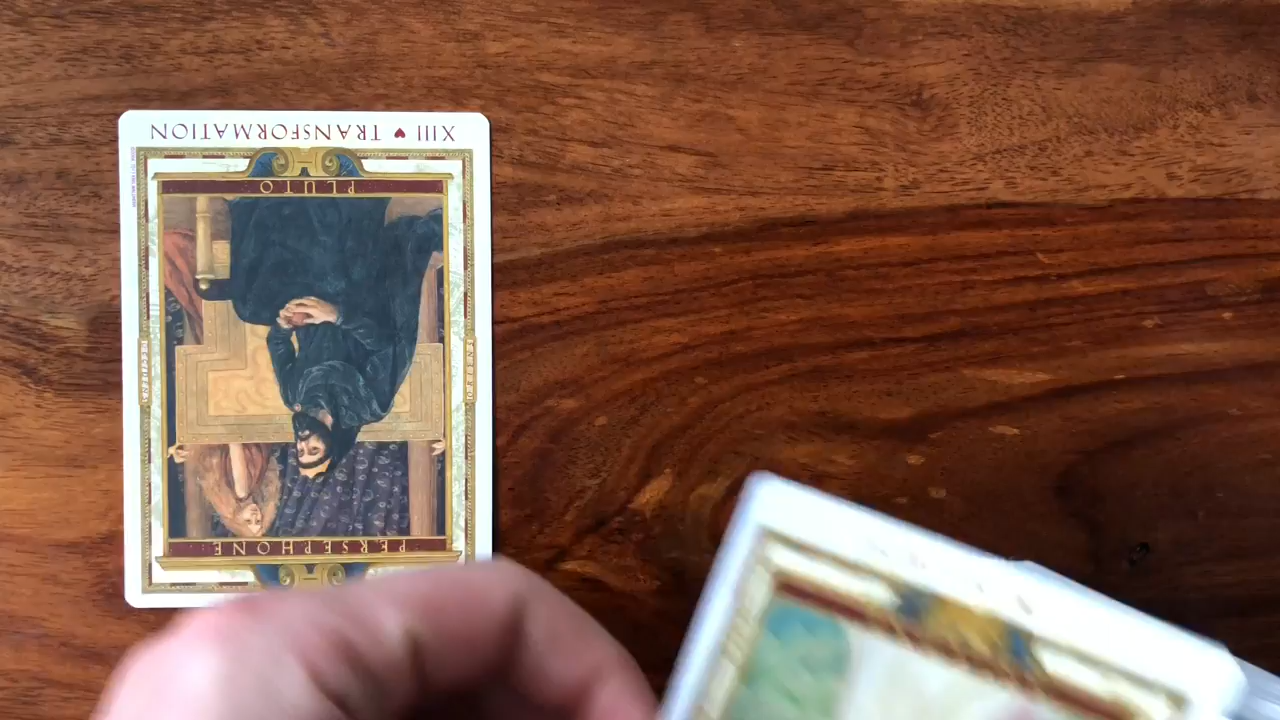 XIII ♥ TRANSFORMATION
PLUTO
PERSEPHONE